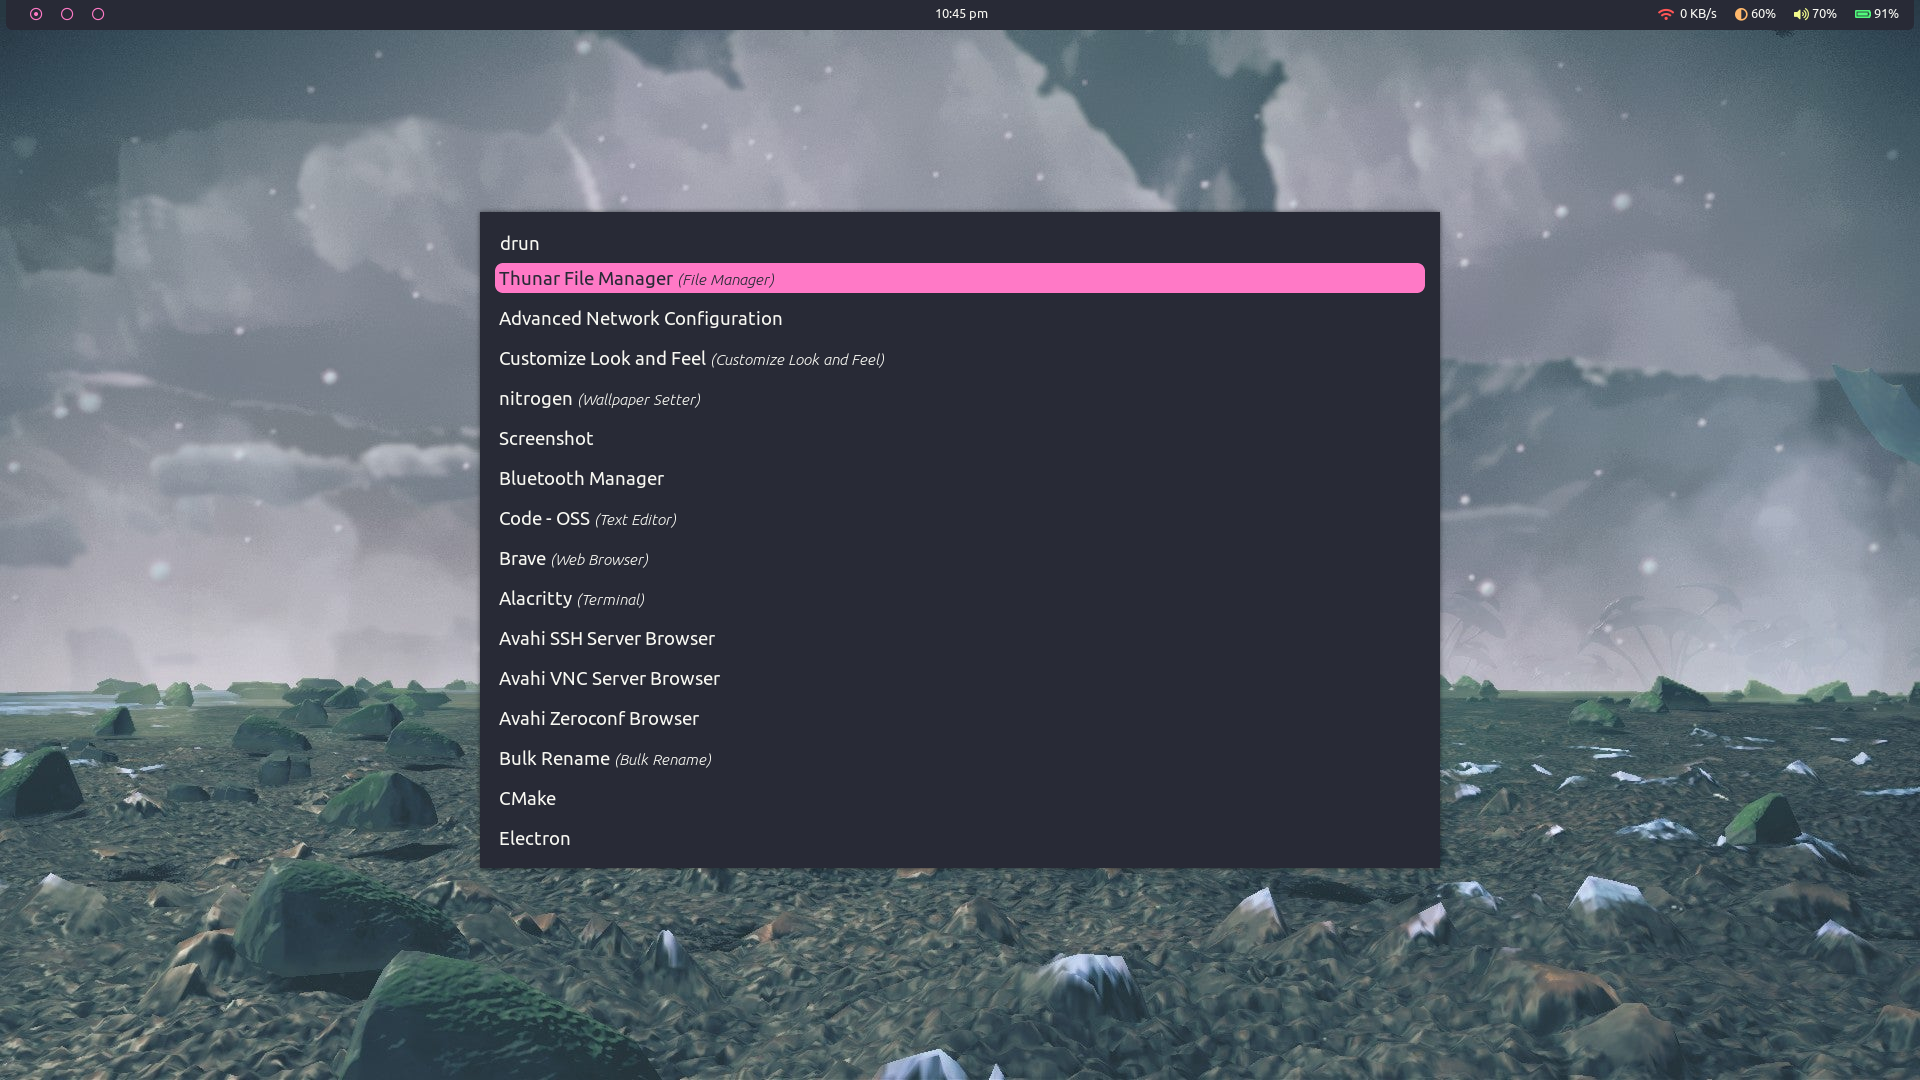 10:45 pm
0 KB/s 60% 70% 91%
drun
Thunar File Manager (File Manager)
Advanced Network Configuration
Customize Look and Feel (Customize Look and Feel)
nitrogen (Wallpaper Setter)
Screenshot
Bluetooth Manager
Code - OSS (Text Editor)
Brave (Web Browser)
Alacritty (Terminal)
Avahi SSH Server Browser
Avahi VNC Server Browser
Avahi Zeroconf Browser
Bulk Rename (Bulk Rename)
CMake
Electron